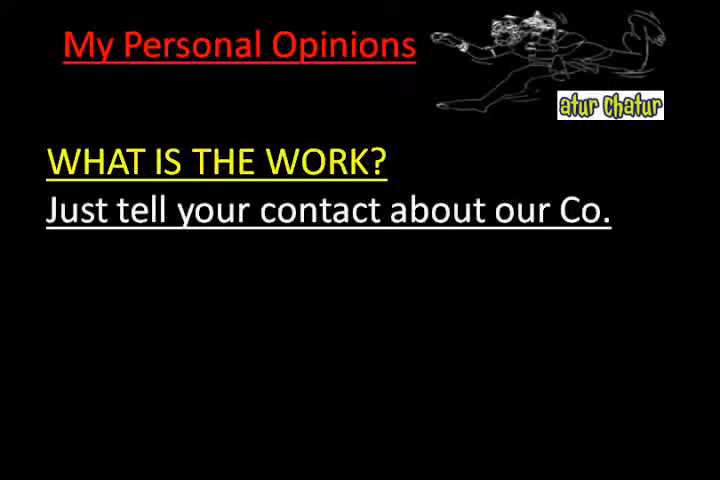 My Personal Opinions
atur Chatur
WHAT IS THE WORK?
Just tell your contact about our Co.